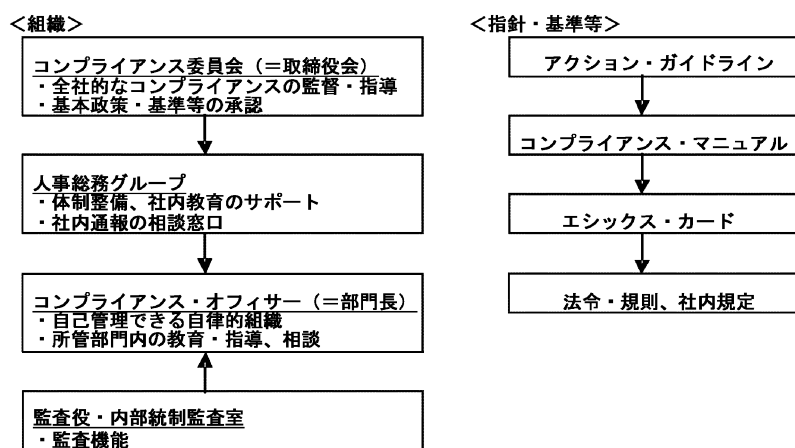 ＜組織＞
コンプライアンス委員会（＝取締役会）
・全社的なコンプライアンスの監督・指導
・基本政策・基準等の承認
人事総務グループ
・体制整備、社内教育のサポート
・社内通報の相談窓口
コンプライアンス・オフィサー（＝部門長）
・自己管理できる自律的組織
・所管部門内の教育・指導、相談
監査役・内部統制監査室
・監査機能
＜指針・基準等＞
アクション・ガイドライン
コンプライアンス・マニュアル
エシックス・カード
法令・規則、社内規定